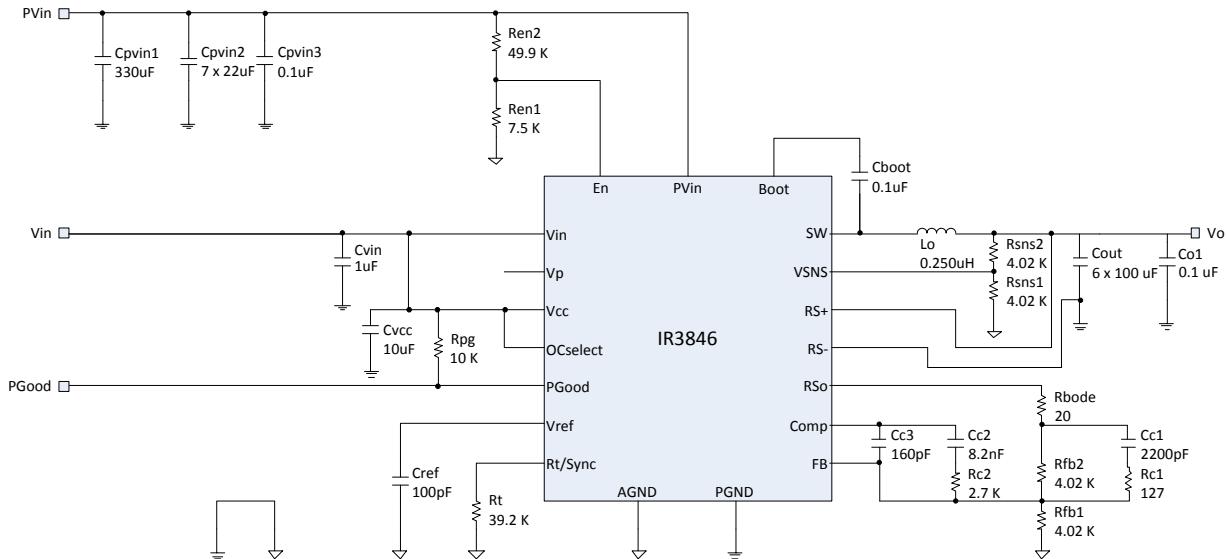 PVin
Cpvin1
330uF
Cpvin2
7 x 22uF
Cpvin3
0.1uF
Ren2
49.9 K
Ren1
7.5 K
Cboot
0.1uF
En
PVin
Boot
Vin
Cvin
1uF
Vin
Vp
Vcc
OCselect
PGood
Vref
Rt/Sync
IR3846
SW
VSNS
RS+
RS-
RSo
Comp
FB
AGND
PGND
Lo
0.250uH
Rsns2
4.02 K
Rsns1
4.02 K
Cout
6 x 100 uF
Co1
0.1 uF
Vo
Cvcc
10uF
Rpg
10 K
PGood
Cref
100pF
Rt
39.2 K
Rbode
20
Cc3
160pF
Cc2
8.2nF
Rc2
2.7 K
Rfb2
4.02 K
Cc1
2200pF
Rc1
127
Rfb1
4.02 K